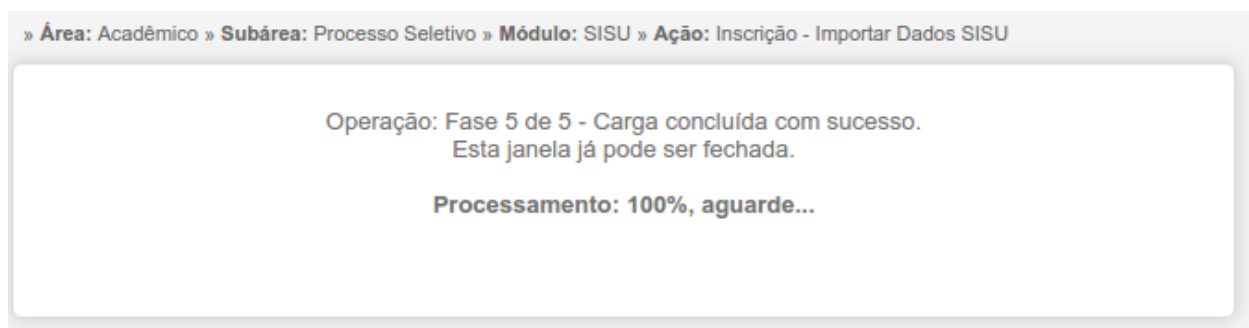 » Área: Acadêmico » Subárea: Processo Seletivo » Módulo: SISU » Ação: Inscrição - Importar Dados SISU
Operação: Fase 5 de 5 - Carga concluída com sucesso.
Esta janela já pode ser fechada.
Processamento: 100%, aguarde...